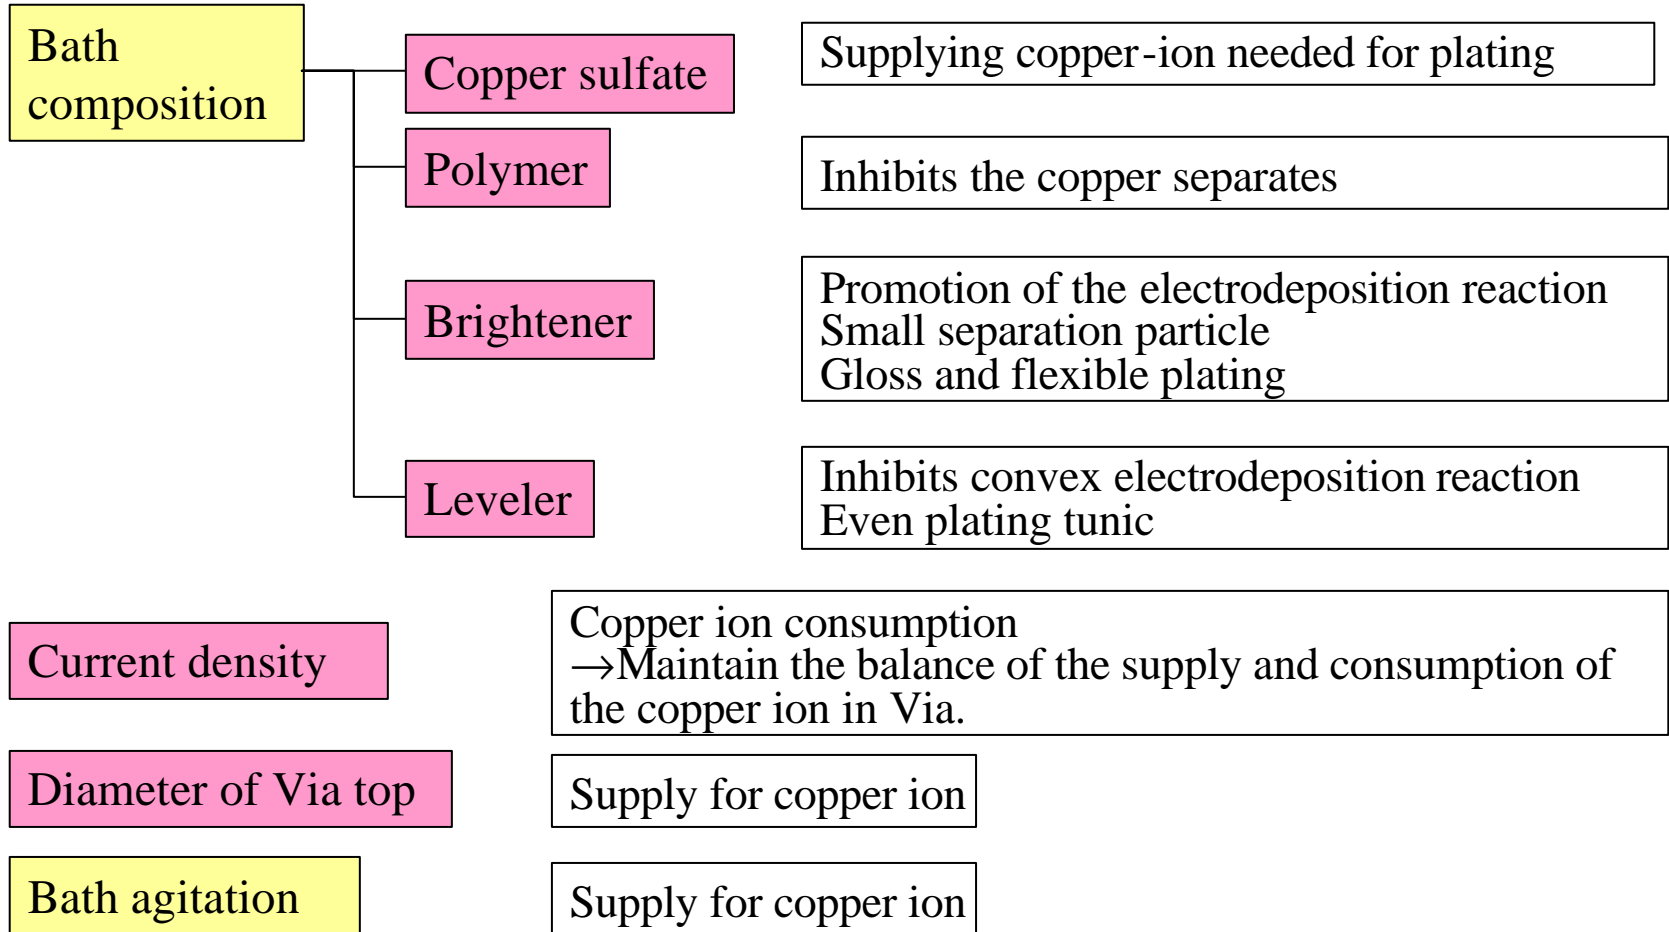 Bath
composition
Copper sulfate
Supplying copper-ion needed for plating
Polymer
Inhibits the copper separates
Brightener
Promotion of the electrodeposition reaction
Small separation particle
Gloss and flexible plating
Leveler
Inhibits convex electrodeposition reaction
Even plating tunic
Current density
Copper ion consumption
→Maintain the balance of the supply and consumption of
the copper ion in Via.
Diameter of Via top
Supply for copper ion
Bath agitation
Supply for copper ion